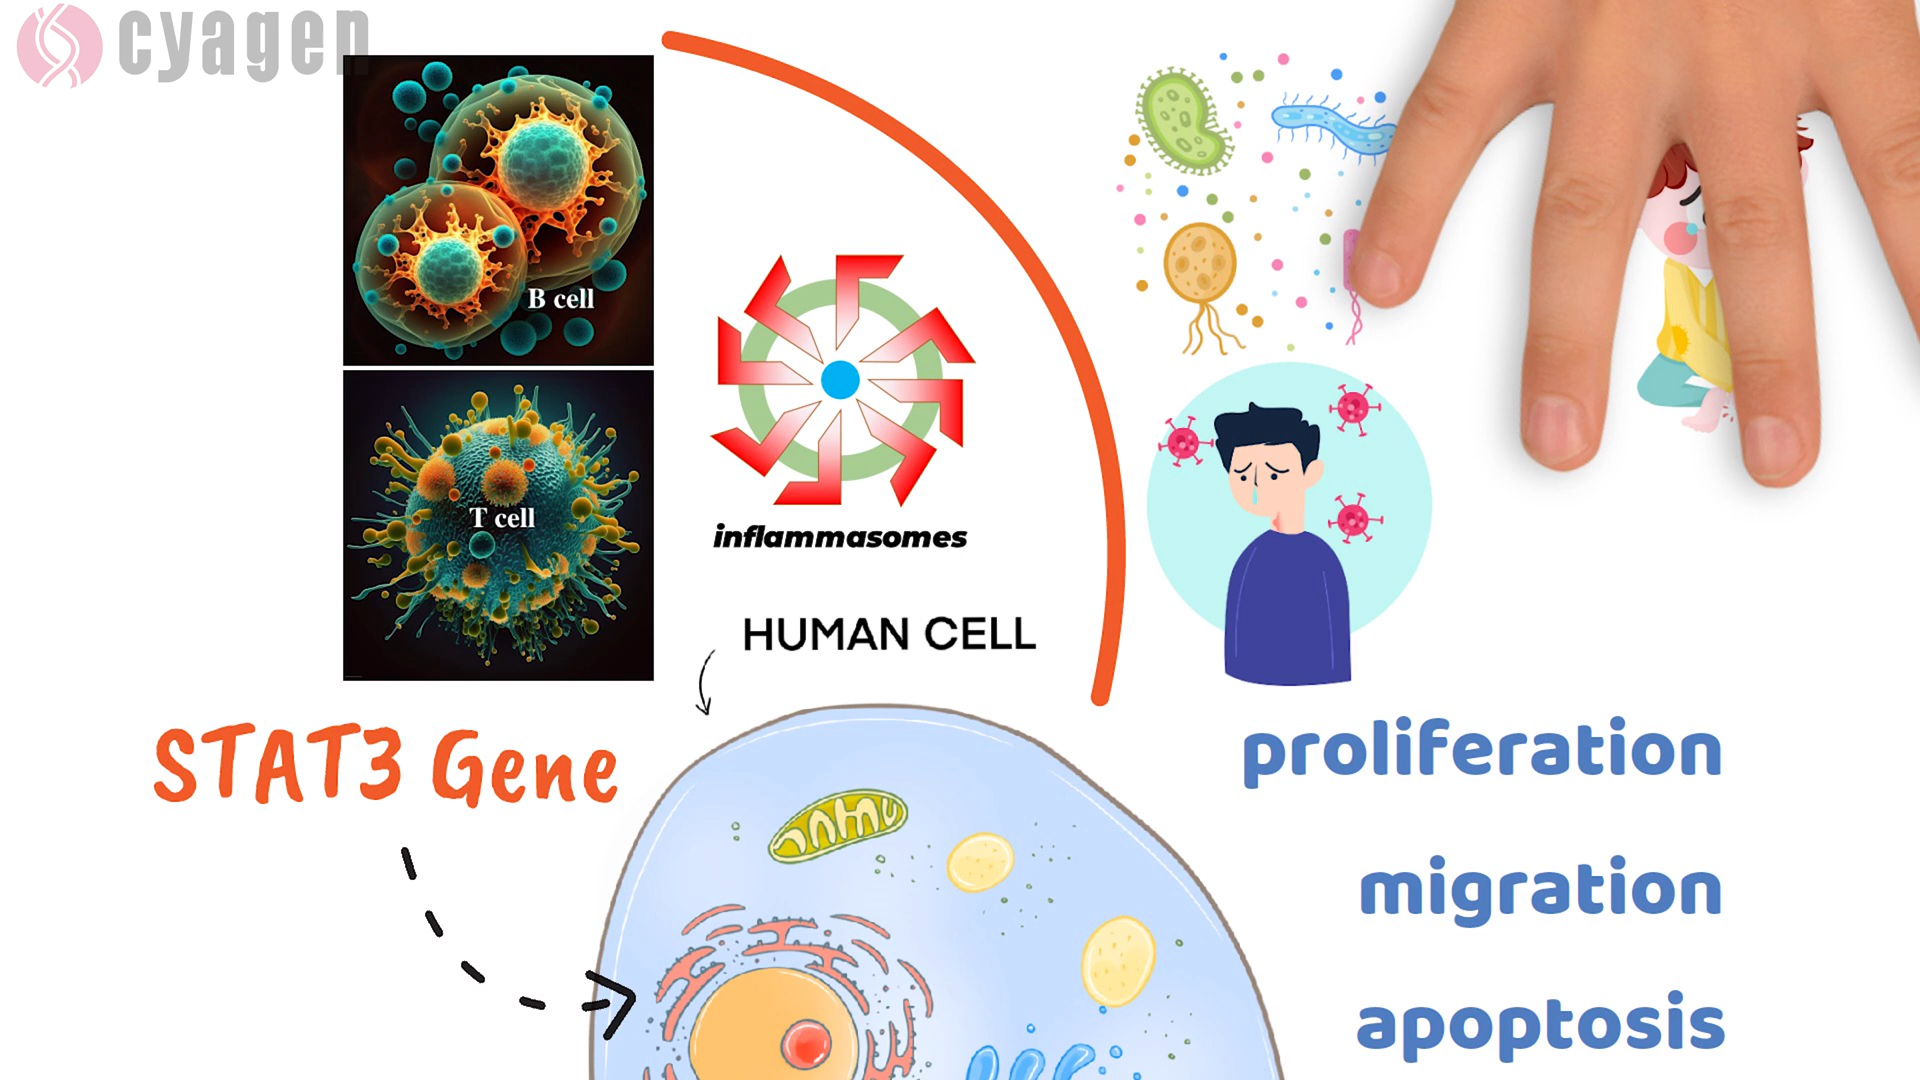 cyagen
B cell
T cell
inflammasomes
HUMAN CELL
STAT3 Gene
proliferation
migration
apoptosis